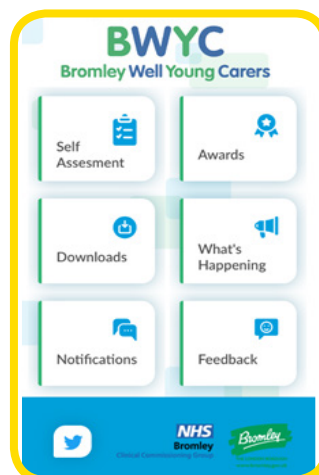 BWYC
Bromley Well Young Carers
Self
Assesment
Awards
Downloads
What's
Happening
Notifications
Feedback
NHS
Bromley
Clinical Commissioning Group
Bromley